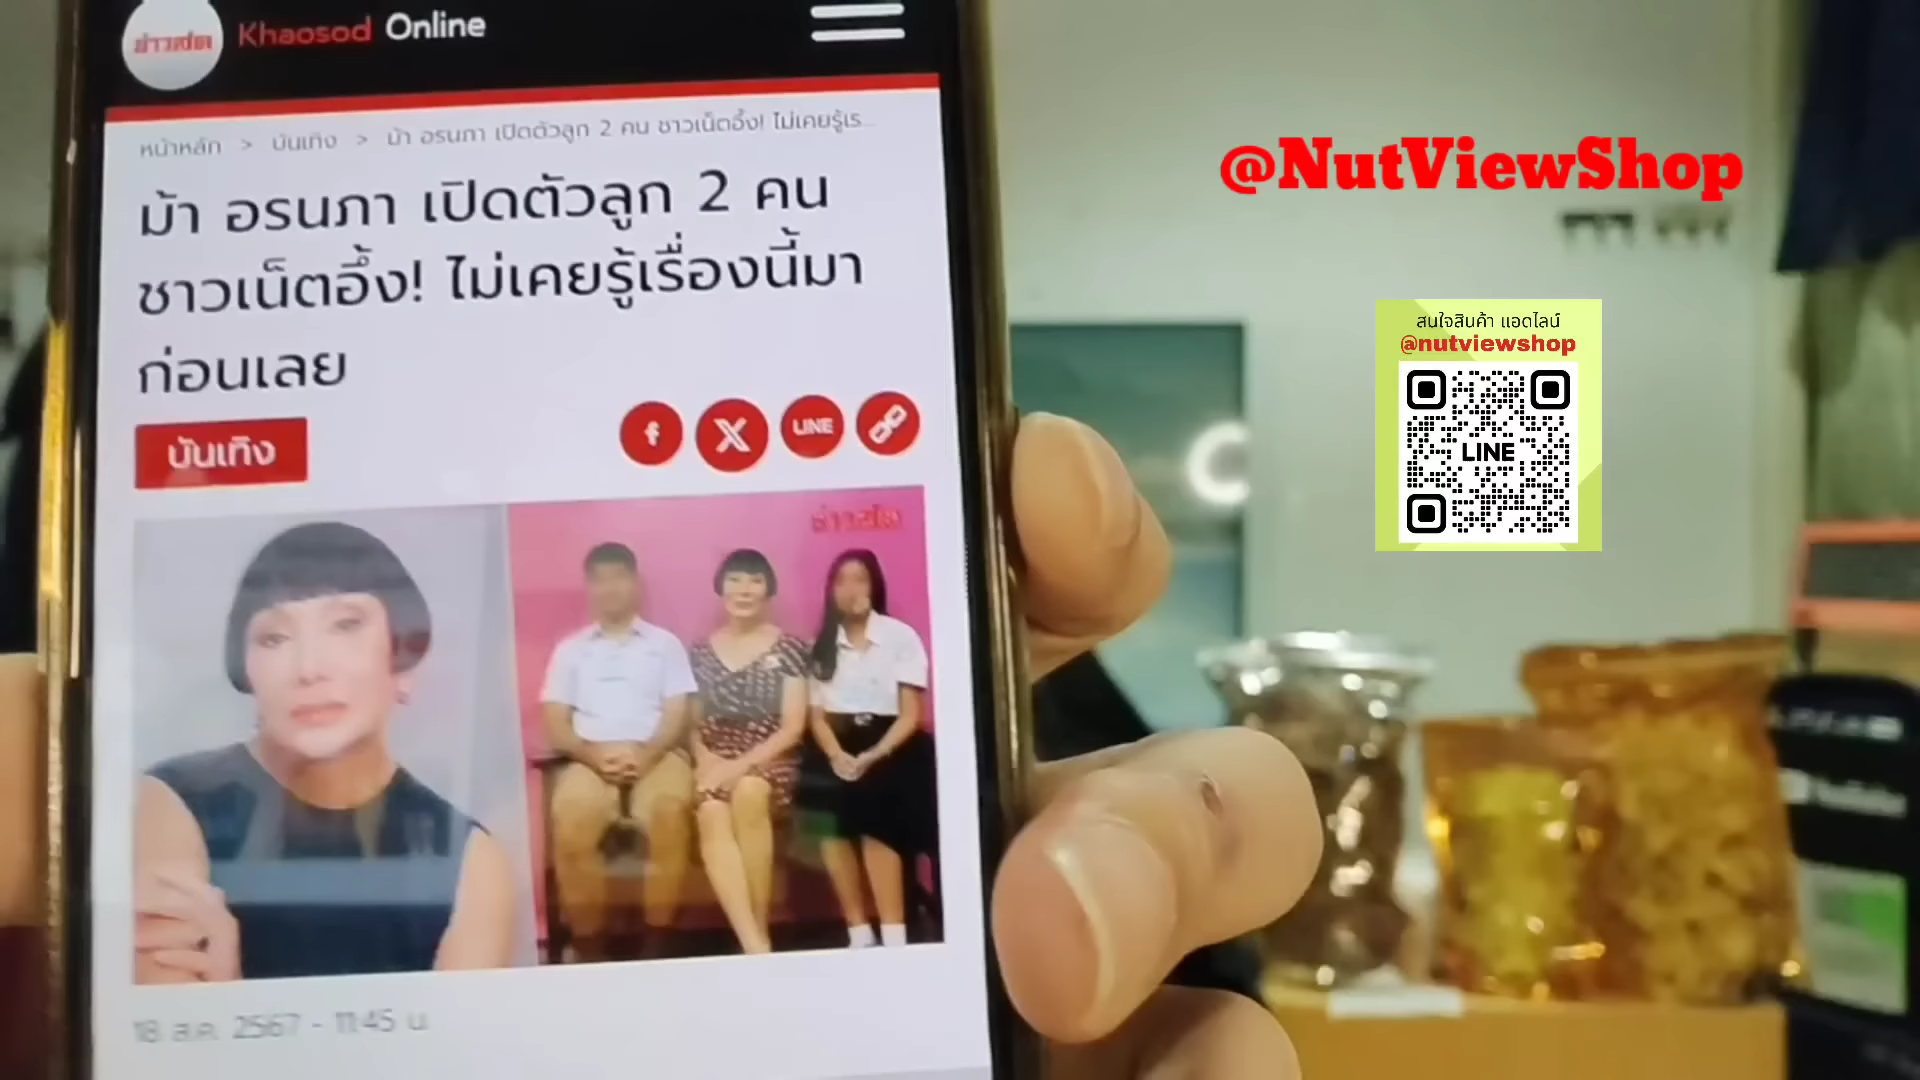 ข่าวสด Khaosod Online
หน้าหลัก > บันเทิง > ม้า อรนภา เปิดตัวลูก 2 คน ชาวเน็ตอึ้ง! ไม่เคยรู้เร...
ม้า อรนภา เปิดตัวลูก 2 คน
ชาวเน็ตอึ้ง! ไม่เคยรู้เรื่องนี้มา
ก่อนเลย
บันเทิง
f X LINE
ข่าวสด
18 ส.ค. 2567 - 11:45 น.
@NutViewShop
สนใจสินค้า แอดไลน์
@nutviewshop
LINE